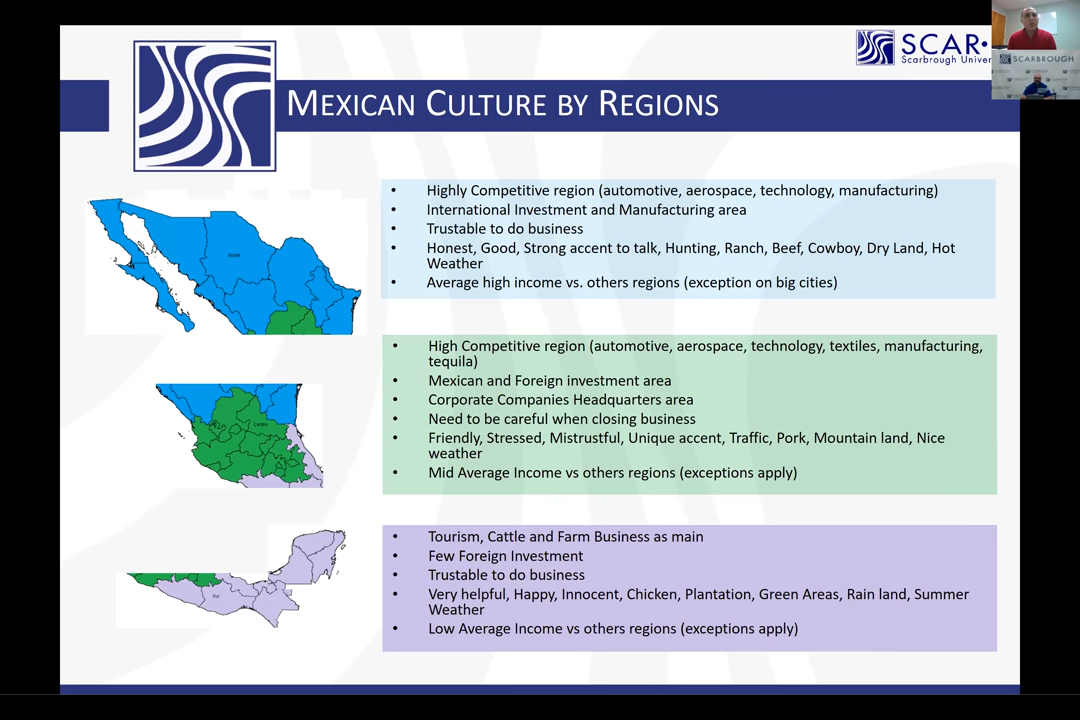 SCAR•
Scarbrough Univer
SCARBROUGH
MEXICAN CULTURE BY REGIONS
• Highly Competitive region (automotive, aerospace, technology, manufacturing)
• International Investment and Manufacturing area
• Trustable to do business
• Honest, Good, Strong accent to talk, Hunting, Ranch, Beef, Cowboy, Dry Land, Hot
Weather
• Average high income vs. others regions (exception on big cities)
Norte
• High Competitive region (automotive, aerospace, technology, textiles, manufacturing,
tequila)
• Mexican and Foreign investment area
• Corporate Companies Headquarters area
• Need to be careful when closing business
• Friendly, Stressed, Mistrustful, Unique accent, Traffic, Pork, Mountain land, Nice
weather
• Mid Average Income vs others regions (exceptions apply)
Centro
• Tourism, Cattle and Farm Business as main
• Few Foreign Investment
• Trustable to do business
• Very helpful, Happy, Innocent, Chicken, Plantation, Green Areas, Rain land, Summer
Weather
• Low Average Income vs others regions (exceptions apply)
Sur